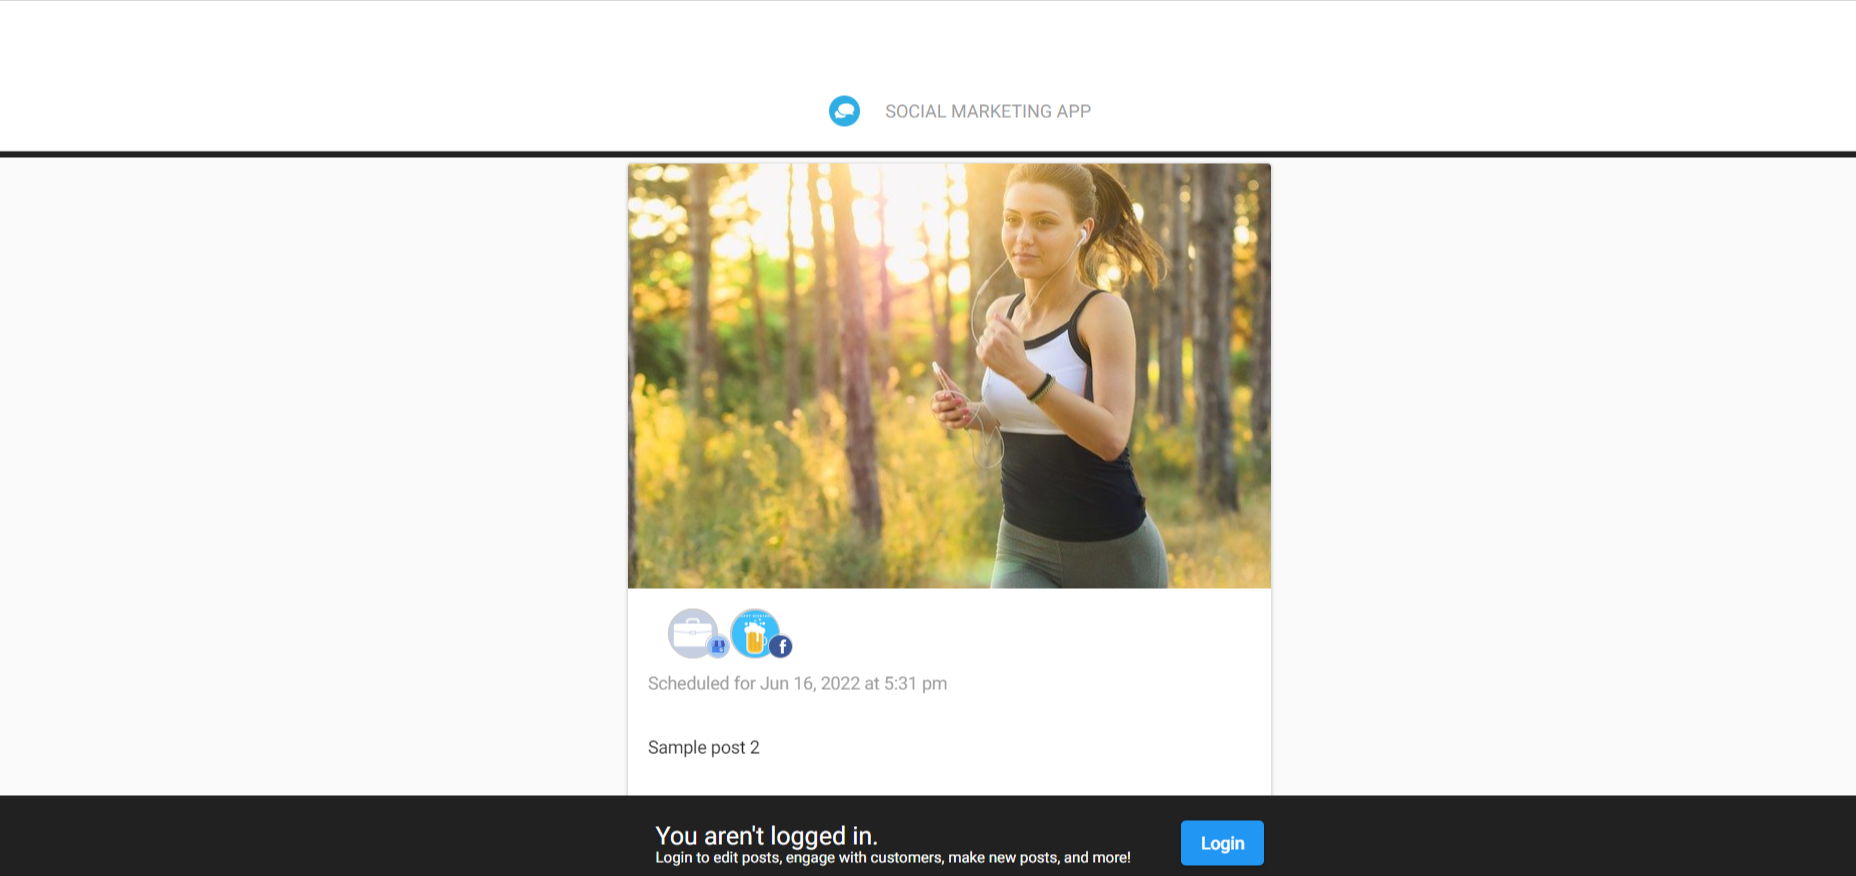 SOCIAL MARKETING APP
Scheduled for Jun 16, 2022 at 5:31 pm
Sample post 2
You aren't logged in.
Login to edit posts, engage with customers, make new posts, and more!
Login